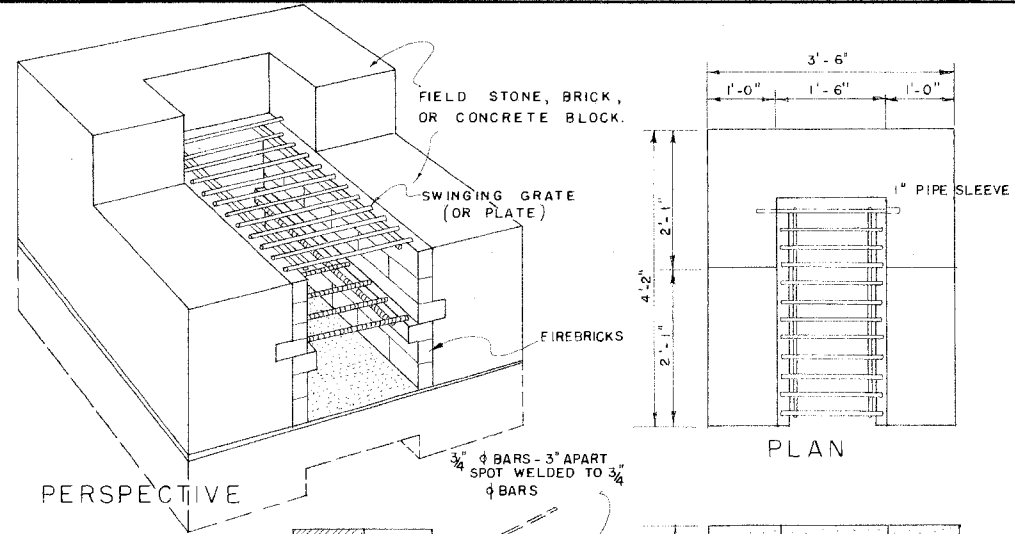 FIELD STONE, BRICK,
OR CONCRETE BLOCK.
SWINGING GRATE
(OR PLATE)
FIREBRICKS
3/4" ϕ BARS - 3" APART
SPOT WELDED TO 3/4"
ϕ BARS
PERSPECTIVE
3'-6"
1'-0" 1'-6" 1'-0"
1" PIPE SLEEVE
2'-1"
4'-2"
2'-1"
PLAN